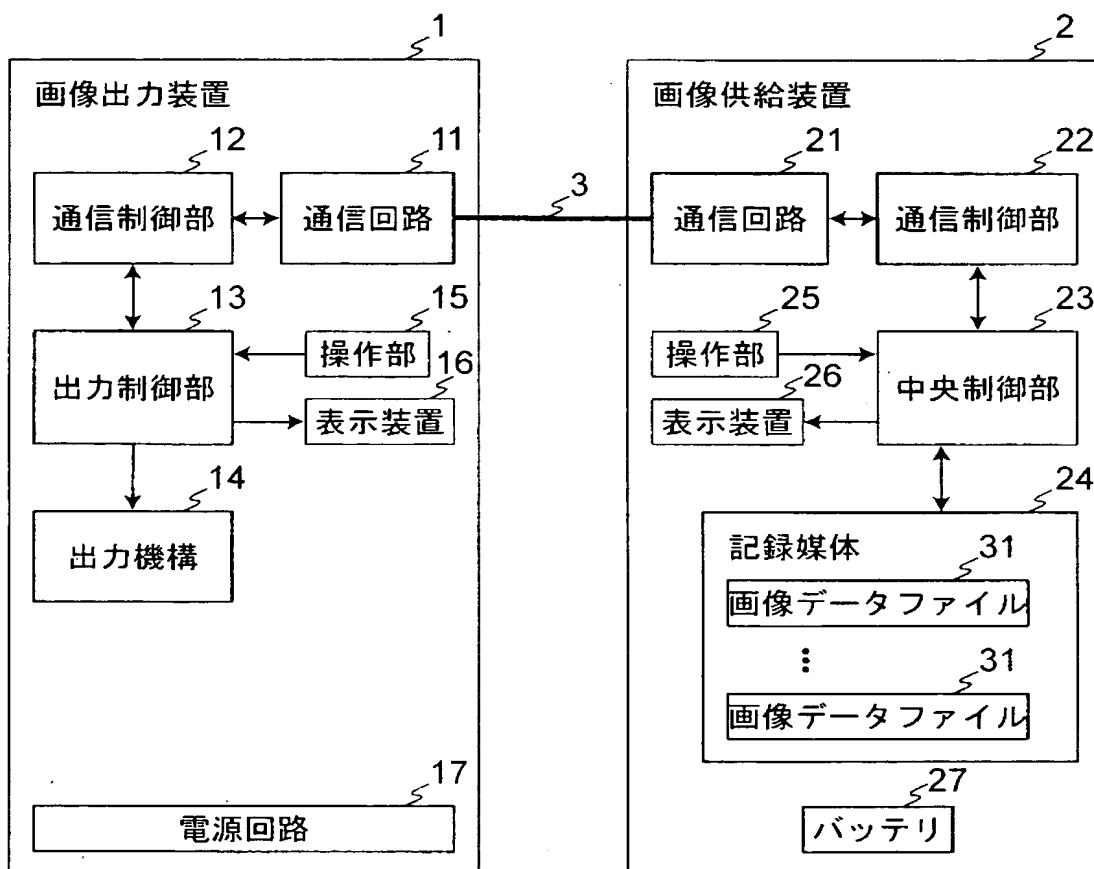 1
画像出力装置
12
11
通信制御部
通信回路
13
15
出力制御部
操作部
16
表示装置
14
出力機構
17
電源回路
3
2
画像供給装置
21
22
通信回路
通信制御部
25
23
操作部
26
中央制御部
表示装置
24
記録媒体
31
画像データファイル
31
画像データファイル
27
バッテリ